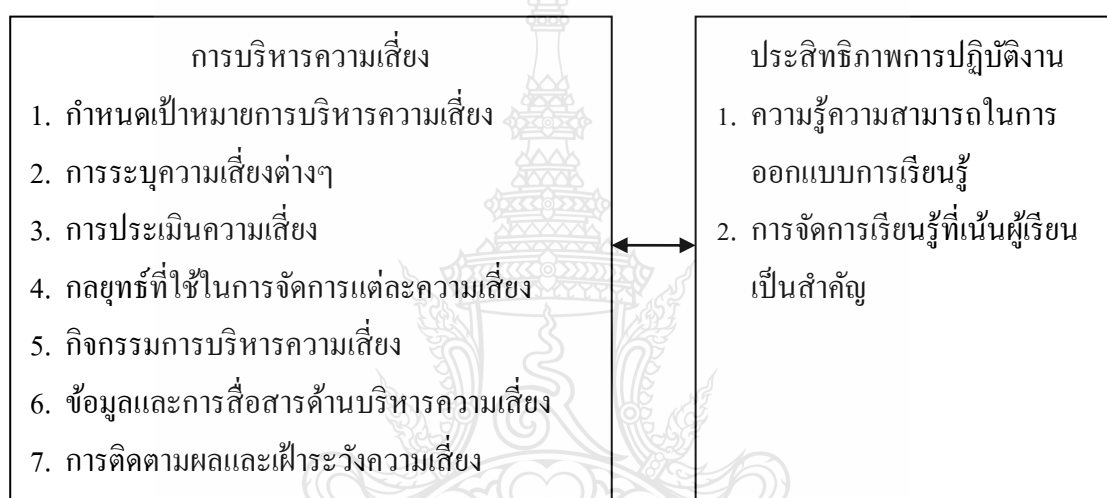 การบริหารความเสี่ยง
1. กำหนดเป้าหมายการบริหารความเสี่ยง
2. การระบุความเสี่ยงต่างๆ
3. การประเมินความเสี่ยง
4. กลยุทธ์ที่ใช้ในการจัดการแต่ละความเสี่ยง
5. กิจกรรมการบริหารความเสี่ยง
6. ข้อมูลและการสื่อสารด้านบริหารความเสี่ยง
7. การติดตามผลและเฝ้าระวังความเสี่ยง
ประสิทธิภาพการปฏิบัติงาน
1. ความรู้ความสามารถในการ
ออกแบบการเรียนรู้
2. การจัดการเรียนรู้ที่เน้นผู้เรียน
เป็นสำคัญ